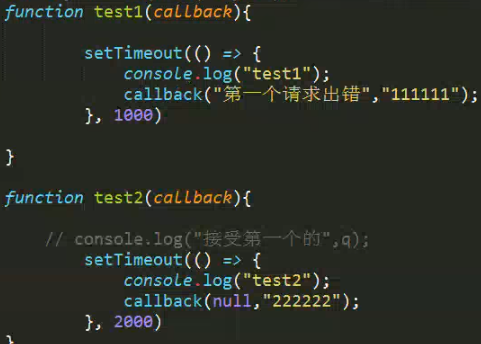 function test1(callback){
setTimeout(() => {
console.log("test1");
callback("第一个请求出错","111111");
}, 1000)
}
function test2(callback){
// console.log("接受第一个的",q);
setTimeout(() => {
console.log("test2");
callback(null,"222222");
}, 2000)
}